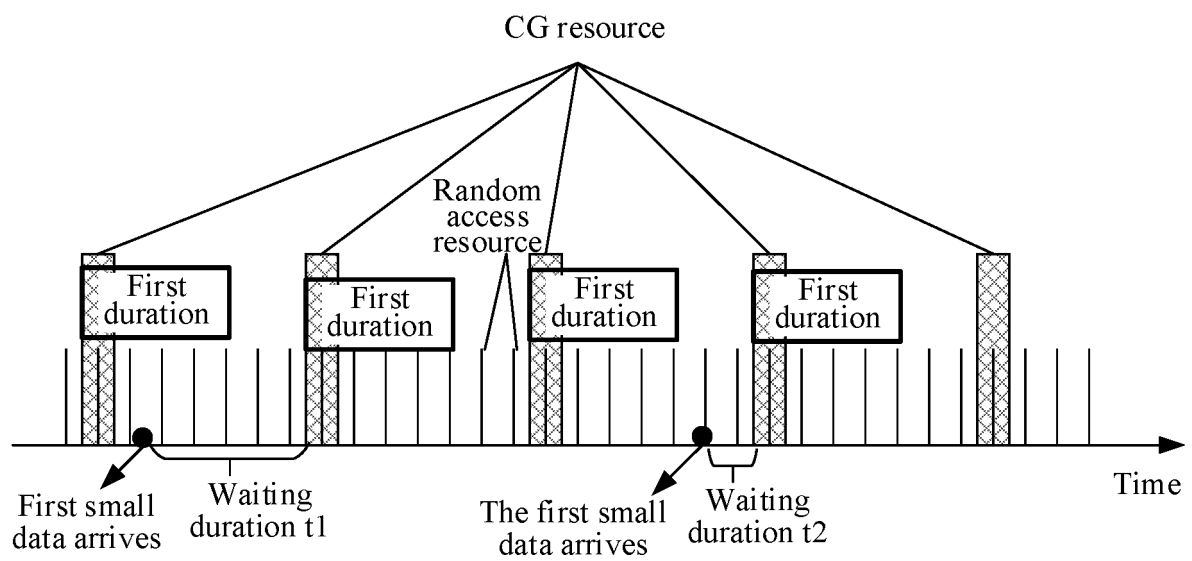 CG resource
Random
access
resource
First
duration
First
duration
First
duration
First
duration
First small
data arrives
Waiting
duration t1
The first small
data arrives
Waiting
duration t2
Time